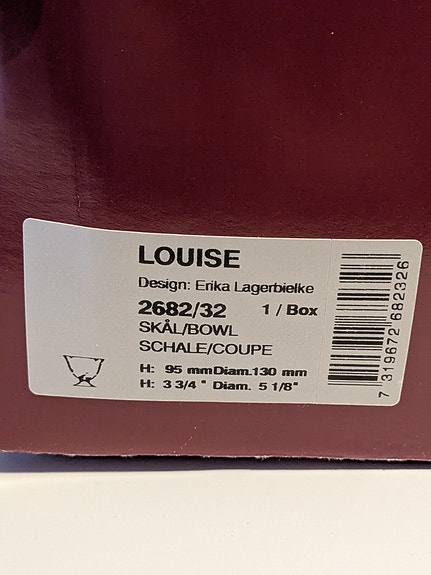 LOUISE
Design: Erika Lagerbielke
2682/32 1 / Box
SKÅL/BOWL
SCHALE/COUPE
H: 95 mmDiam.130 mm
H: 3 3/4 " Diam. 5 1/8"
7 319672 682326